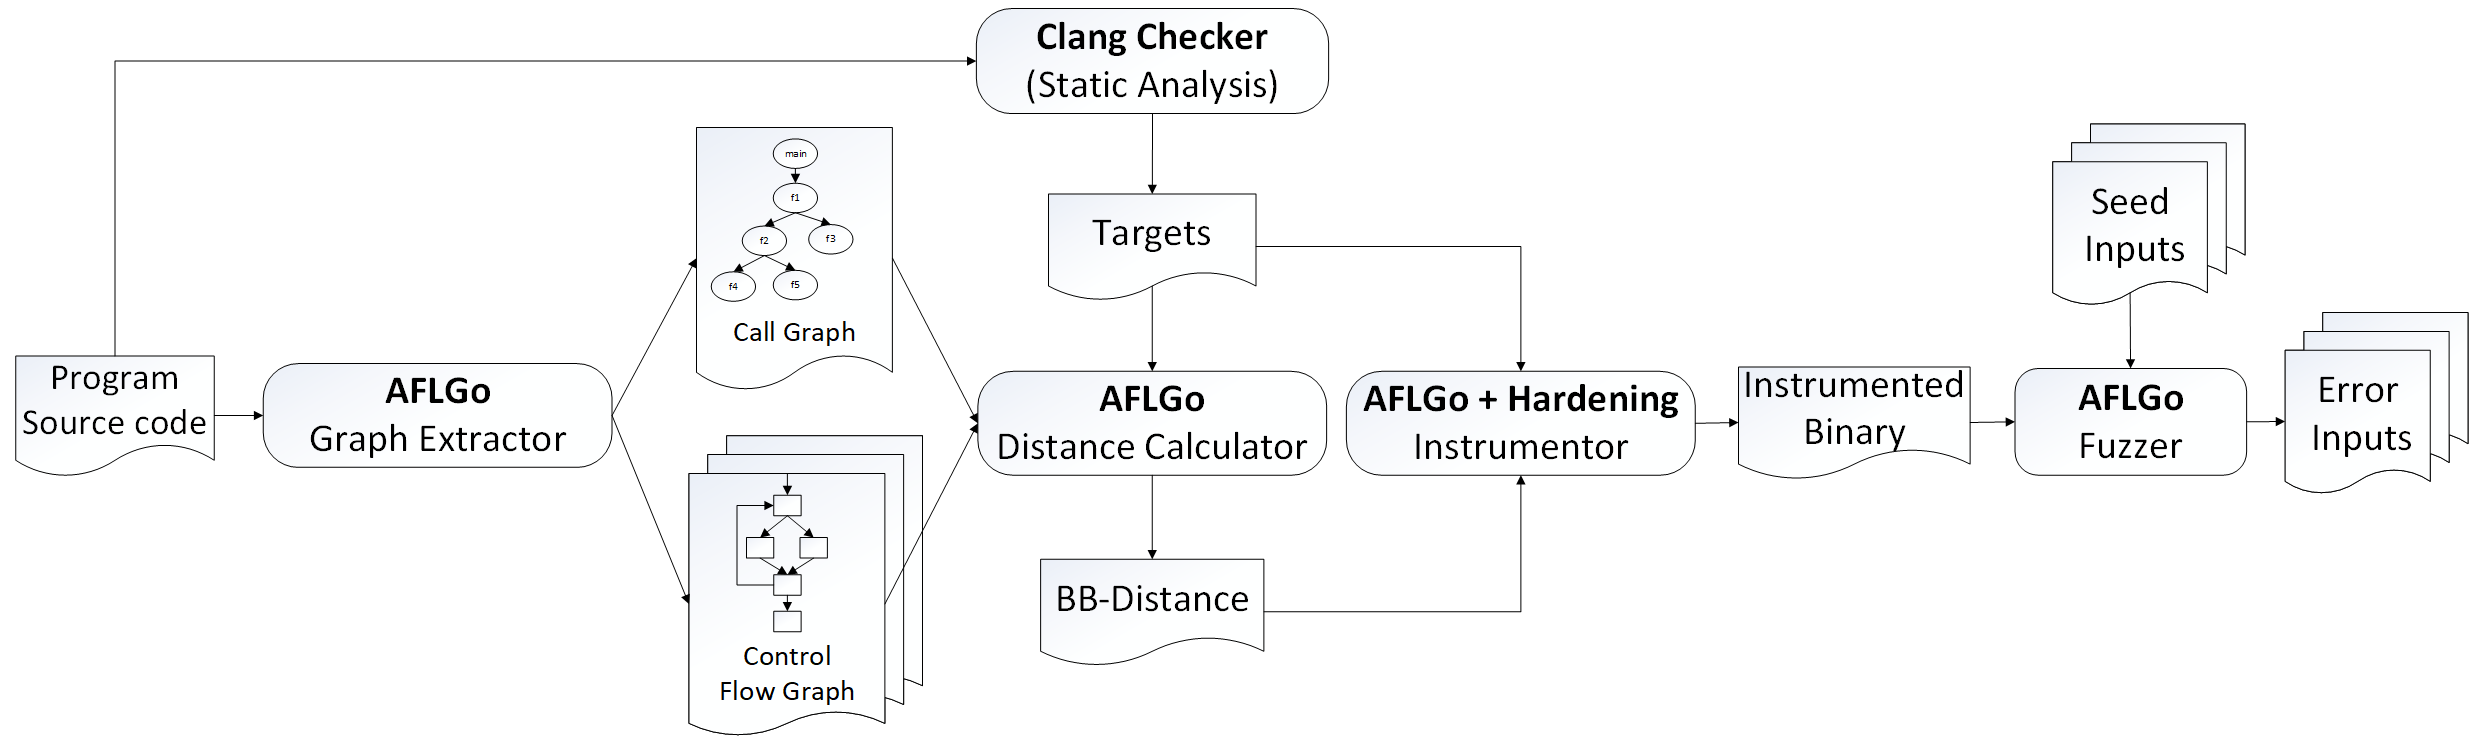 Clang Checker
(Static Analysis)
main
f1
f2
f3
f4
f5
Call Graph
Targets
Seed
Inputs
Program
Source code
AFLGo
Graph Extractor
AFLGo
Distance Calculator
AFLGo + Hardening
Instrumentor
Instrumented
Binary
AFLGo
Fuzzer
Error
Inputs
BB-Distance
Control
Flow Graph